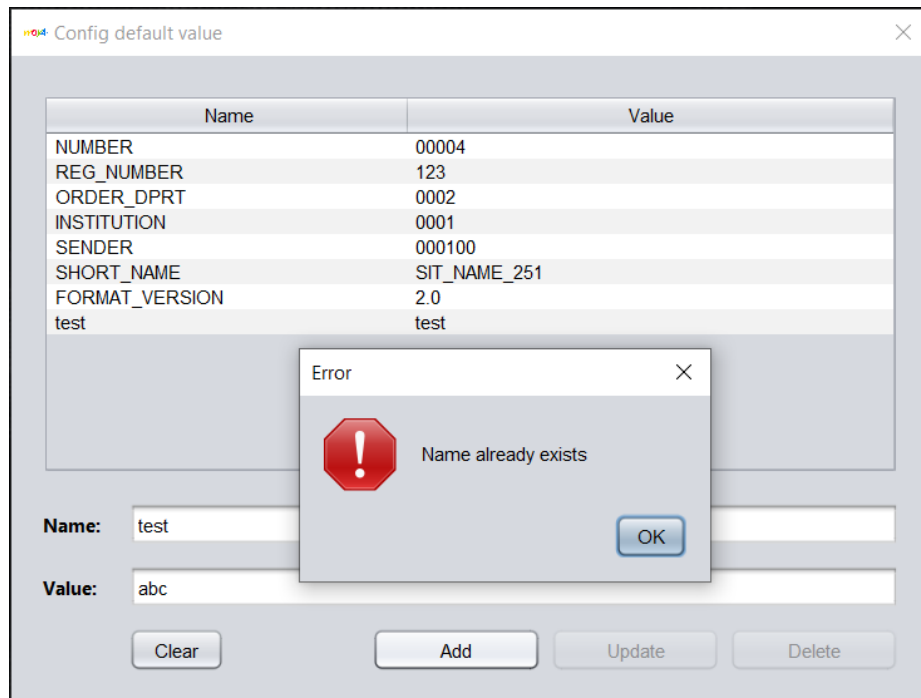 Config default value
Name Value
NUMBER 00004
REG_NUMBER 123
ORDER_DPRT 0002
INSTITUTION 0001
SENDER 000100
SHORT_NAME SIT_NAME_251
FORMAT_VERSION 2.0
test test
Error
Name already exists
OK
Name: test
Value: abc
Clear Add Update Delete